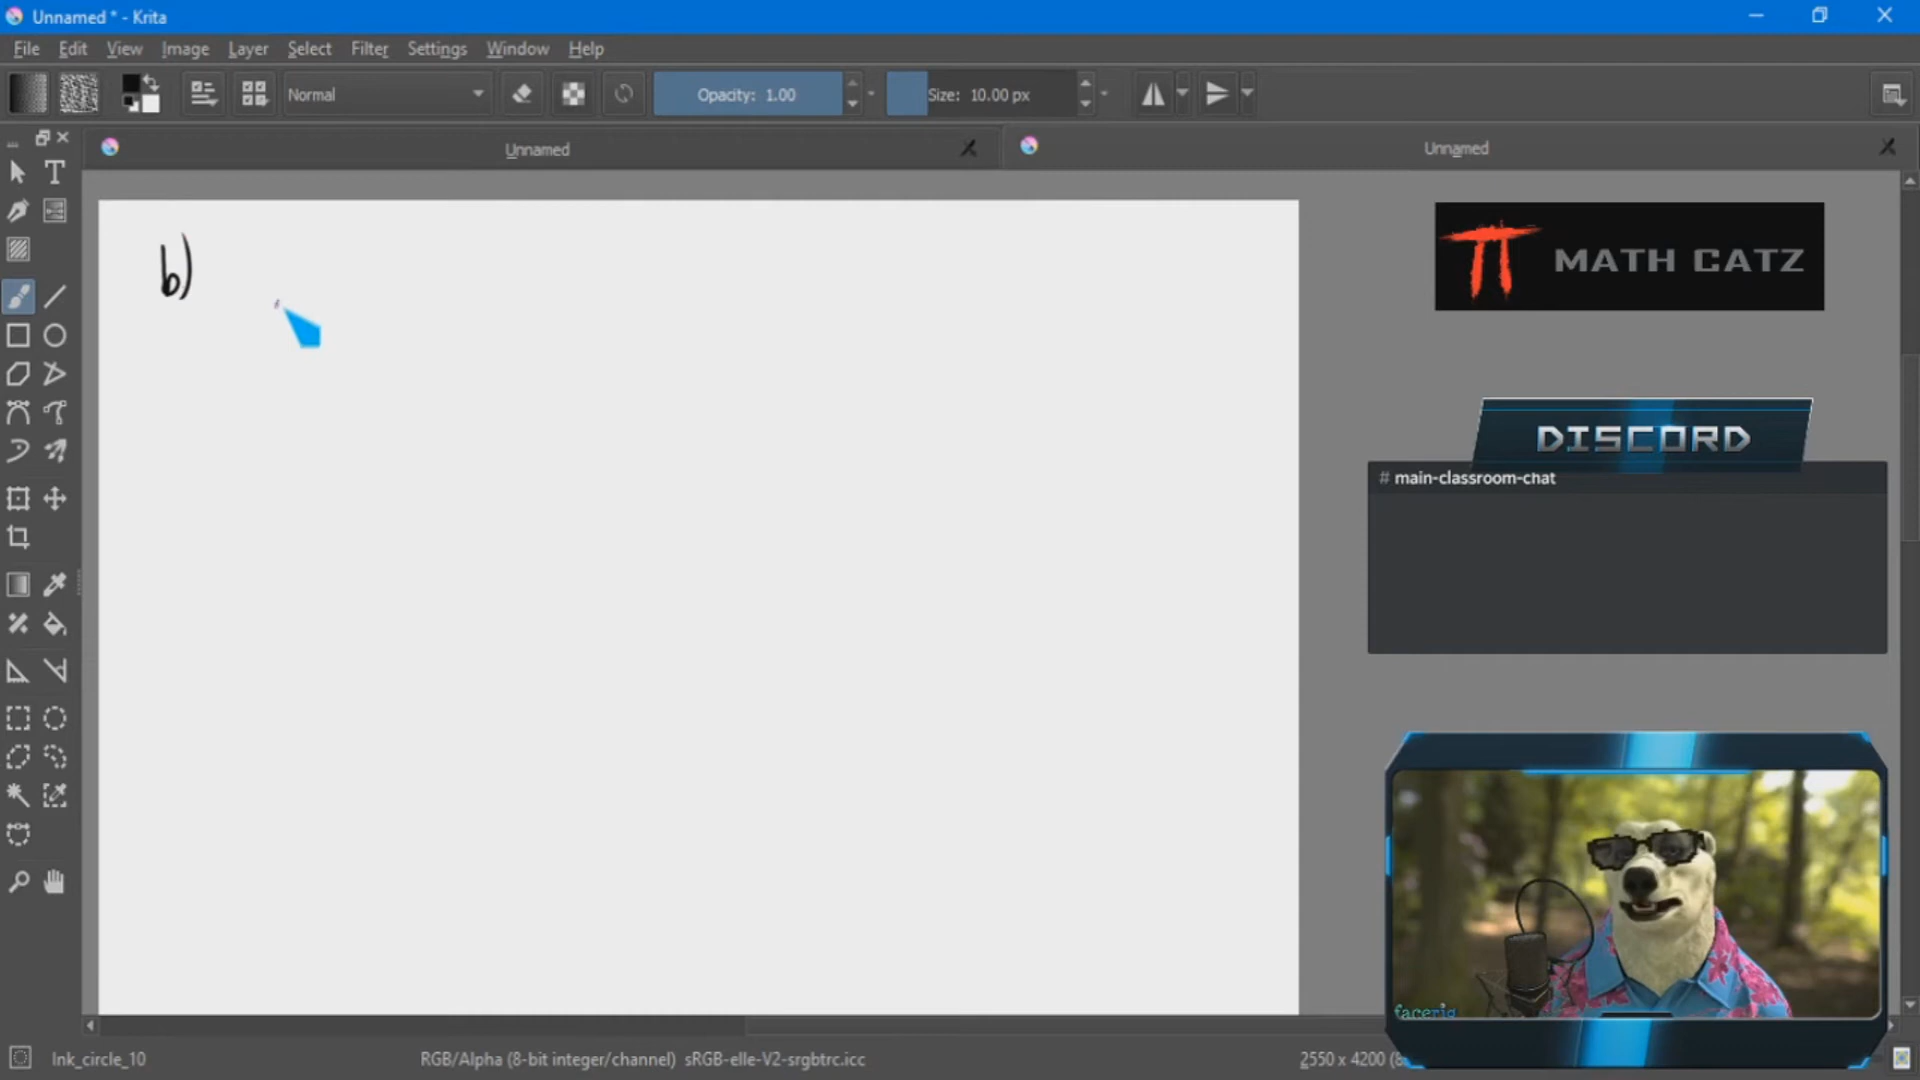 Unnamed * - Krita
File Edit View Image Layer Select Filter Settings Window Help
Normal Opacity: 1.00 Size: 10.00 px
Unnamed Unnamed
b)
MATH CATZ
DISCORD
# main-classroom-chat
facerig
Ink_circle_10 RGB/Alpha (8-bit integer/channel) sRGB-elle-V2-srgbtrc.icc 2550 x 4200 (8